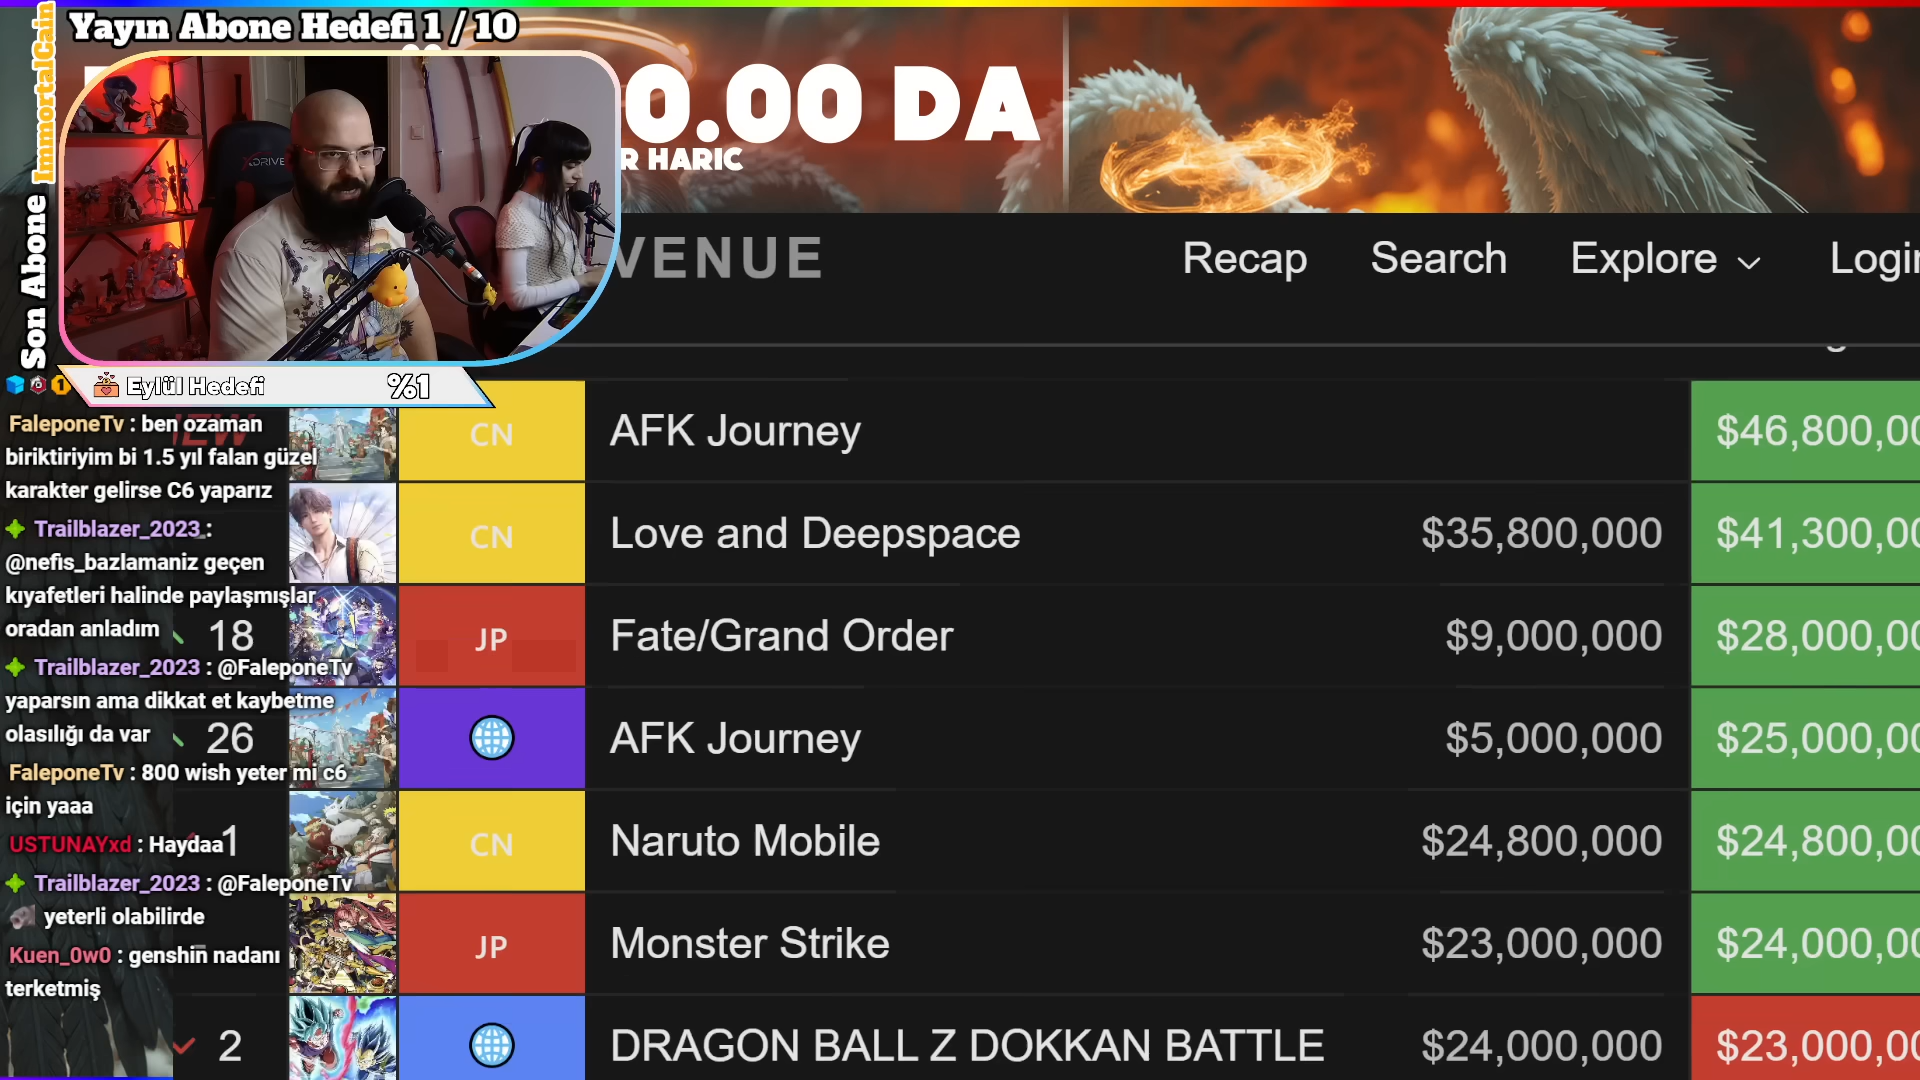 Yayın Abone Hedefi 1 / 10
Son Abone ImmortalCain
0.00 DA
R HARIC
XDRIVE
VENUE
Recap
Search
Explore
Login
Eylül Hedefi
%1
FaleponeTv : ben ozaman
biriktiriyim bi 1.5 yıl falan güzel
karakter gelirse C6 yaparız
Trailblazer_2023 :
@nefis_bazlamaniz geçen
kıyafetleri halinde paylaşmışlar
oradan anladım
Trailblazer_2023 : @FaleponeTv
yaparsın ama dikkat et kaybetme
olasılığı da var
FaleponeTv : 800 wish yeter mi c6
için yaaa
USTUNAYxd : Haydaa
Trailblazer_2023 : @FaleponeTv
yeterli olabilirde
Kuen_0w0 : genshin nadanı
terketmiş
CN AFK Journey $46,800,00
CN Love and Deepspace $35,800,000 $41,300,00
18 JP Fate/Grand Order $9,000,000 $28,000,00
26 AFK Journey $5,000,000 $25,000,00
1 CN Naruto Mobile $24,800,000 $24,800,00
JP Monster Strike $23,000,000 $24,000,00
2 DRAGON BALL Z DOKKAN BATTLE $24,000,000 $23,000,00